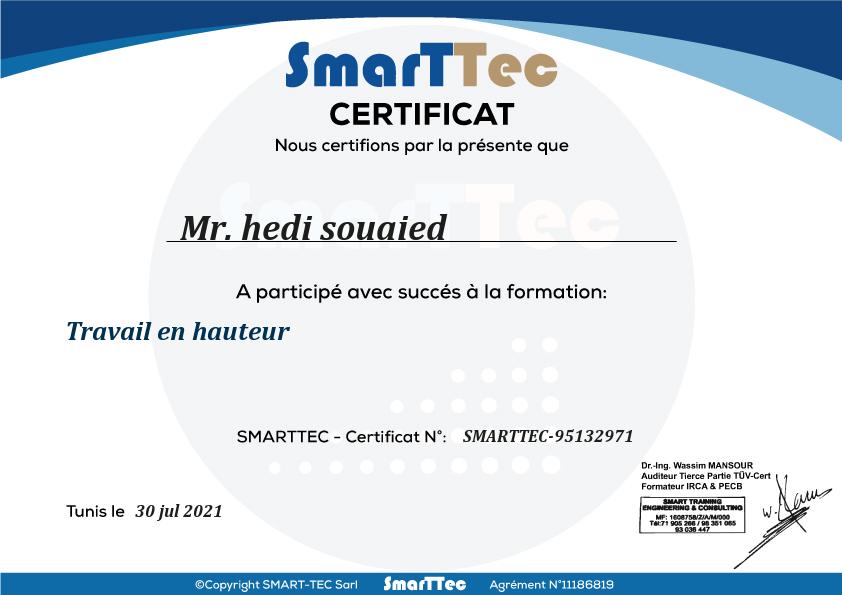 SmarTTec
CERTIFICAT
Nous certifions par la présente que
SmarTTec
Mr. hedi souaied
A participé avec succés à la formation:
Travail en hauteur
SMARTTEC - Certificat N°: SMARTTEC-95132971
Dr.-Ing. Wassim MANSOUR
Auditeur Tierce Partie TÜV-Cert
Formateur IRCA & PECB
SMART TRAINING
ENGINEERING & CONSULTING
MF: 1608758/Z/A/M/000
Tél:71 905 266 / 98 351 065
93 036 447
Tunis le 30 jul 2021
©Copyright SMART-TEC Sarl SmarTTec Agrément N°11186819